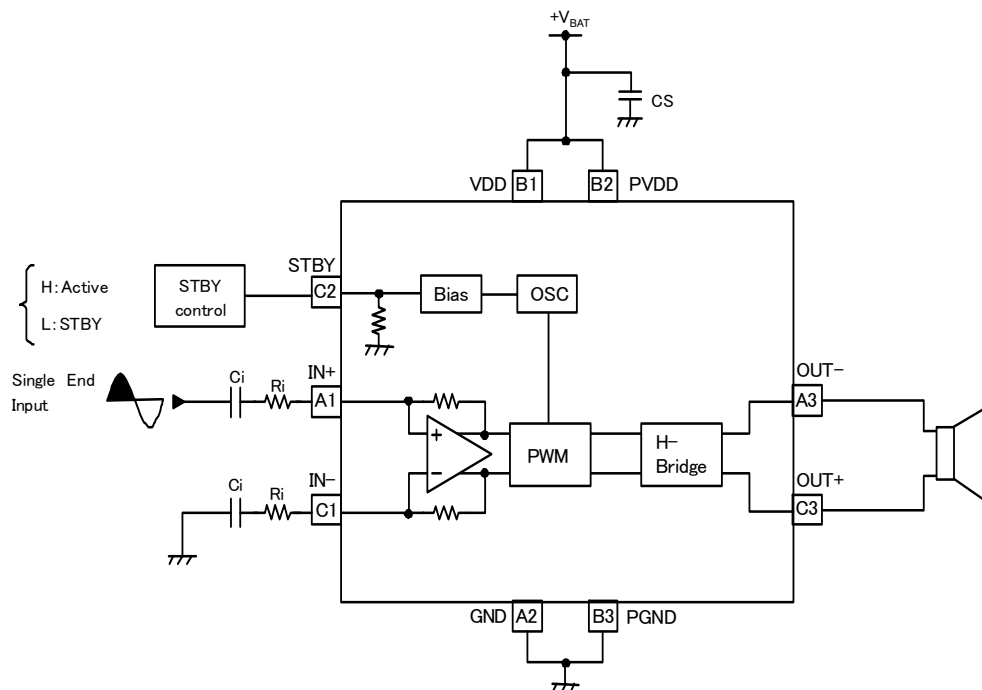 +VBAT
CS
VDD B1 B2 PVDD
STBY
H:Active
L:STBY
STBY
control
C2
Bias
OSC
Single End
Input
Ci
Ri
IN+
A1
+
-
PWM
H-
Bridge
OUT-
A3
Ci
Ri
IN-
C1
OUT+
C3
GND A2 B3 PGND